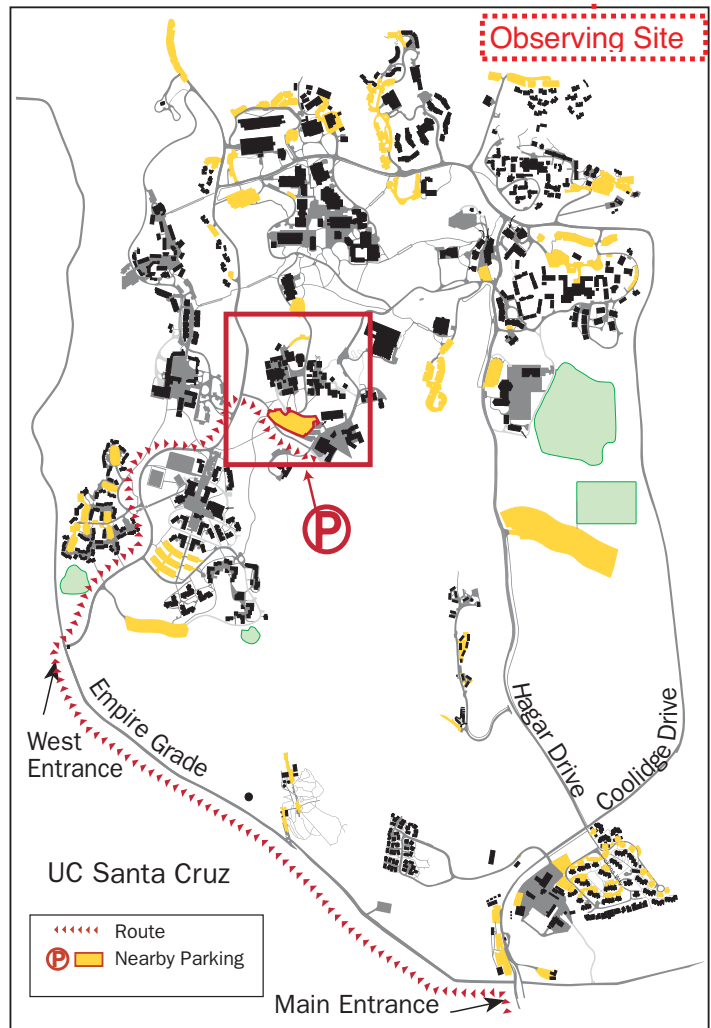 Observing Site
P
Hagar Drive
Coolidge Drive
Empire Grade
West
Entrance
UC Santa Cruz
Route
P Nearby Parking
Main Entrance